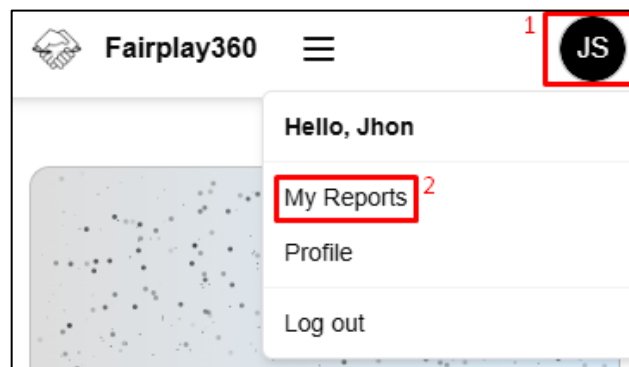 Fairplay360
1
JS
Hello, Jhon
My Reports
2
Profile
Log out